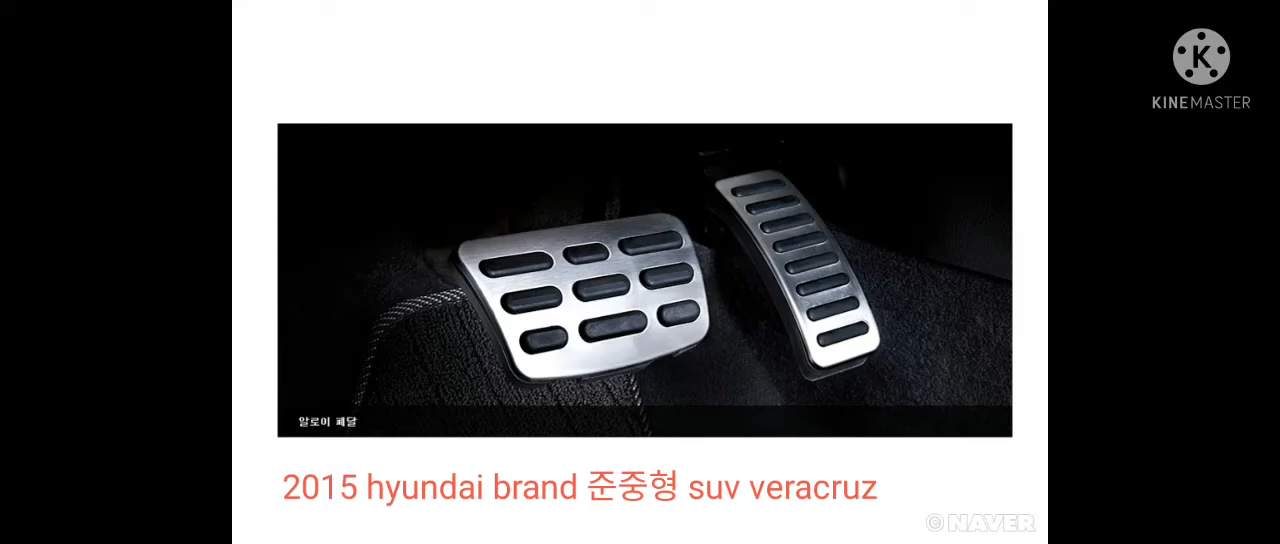 K
KINEMASTER
알로이 페달
2015 hyundai brand 준중형 suv veracruz
© NAVER